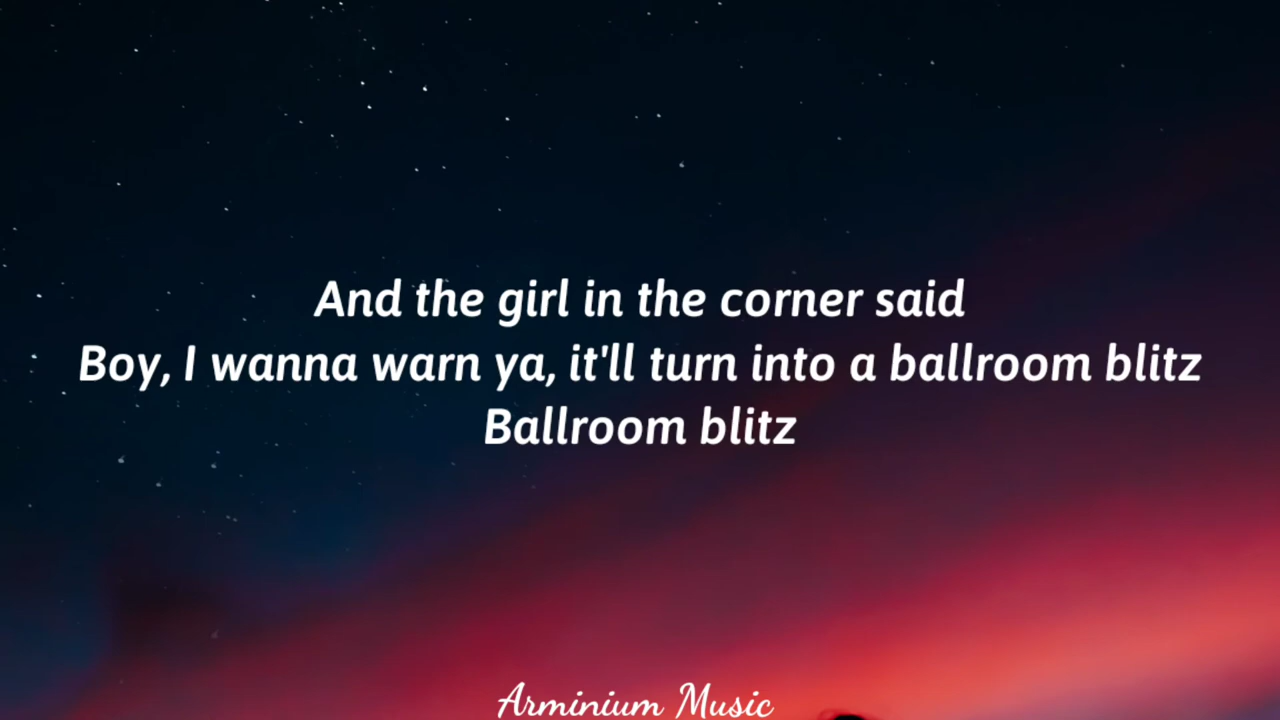 And the girl in the corner said
Boy, I wanna warn ya, it'll turn into a ballroom blitz
Ballroom blitz
Arminium Music